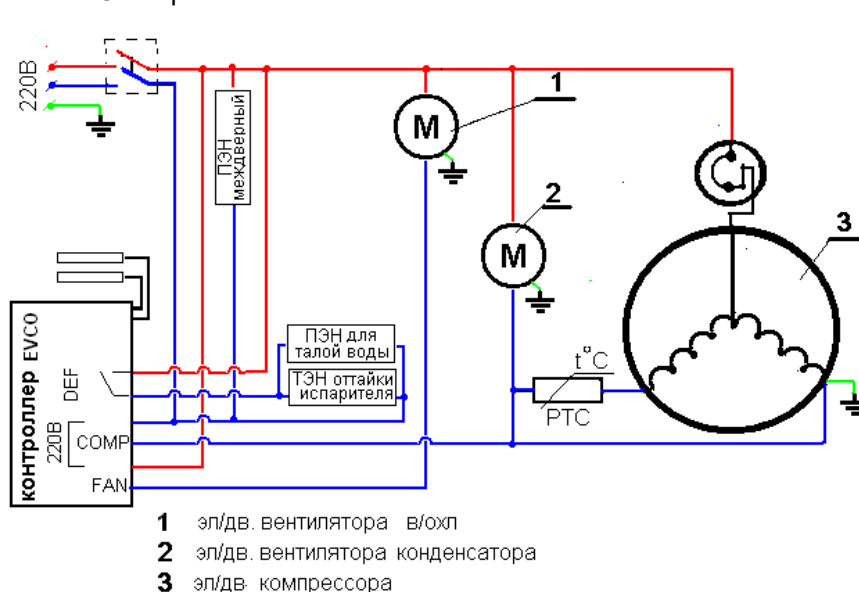 220В
ПЭН
междверный
М
1
М
2
3
контроллер EVCO
DEF
220В
COMP
FAN
ПЭН для
талой воды
ТЭН оттайки
испарителя
t°C
РТС
1 эл/дв. вентилятора в/охл
2 эл/дв. вентилятора конденсатора
3 эл/дв. компрессора